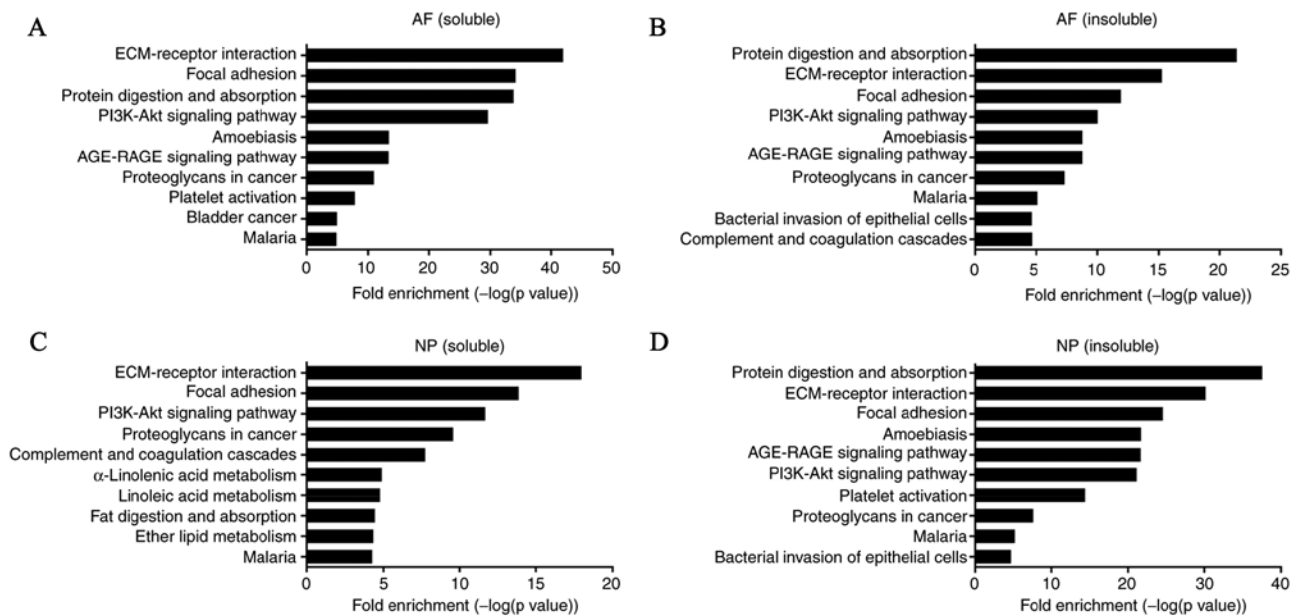 A
AF (soluble)
ECM-receptor interaction
Focal adhesion
Protein digestion and absorption
PI3K-Akt signaling pathway
Amoebiasis
AGE-RAGE signaling pathway
Proteoglycans in cancer
Platelet activation
Bladder cancer
Malaria
0 10 20 30 40 50
Fold enrichment (−log(p value))
B
AF (insoluble)
Protein digestion and absorption
ECM-receptor interaction
Focal adhesion
PI3K-Akt signaling pathway
Amoebiasis
AGE-RAGE signaling pathway
Proteoglycans in cancer
Malaria
Bacterial invasion of epithelial cells
Complement and coagulation cascades
0 5 10 15 20 25
Fold enrichment (−log(p value))
C
NP (soluble)
ECM-receptor interaction
Focal adhesion
PI3K-Akt signaling pathway
Proteoglycans in cancer
Complement and coagulation cascades
α-Linolenic acid metabolism
Linoleic acid metabolism
Fat digestion and absorption
Ether lipid metabolism
Malaria
0 5 10 15 20
Fold enrichment (−log(p value))
D
NP (insoluble)
Protein digestion and absorption
ECM-receptor interaction
Focal adhesion
Amoebiasis
AGE-RAGE signaling pathway
PI3K-Akt signaling pathway
Platelet activation
Proteoglycans in cancer
Malaria
Bacterial invasion of epithelial cells
0 10 20 30 40
Fold enrichment (−log(p value))